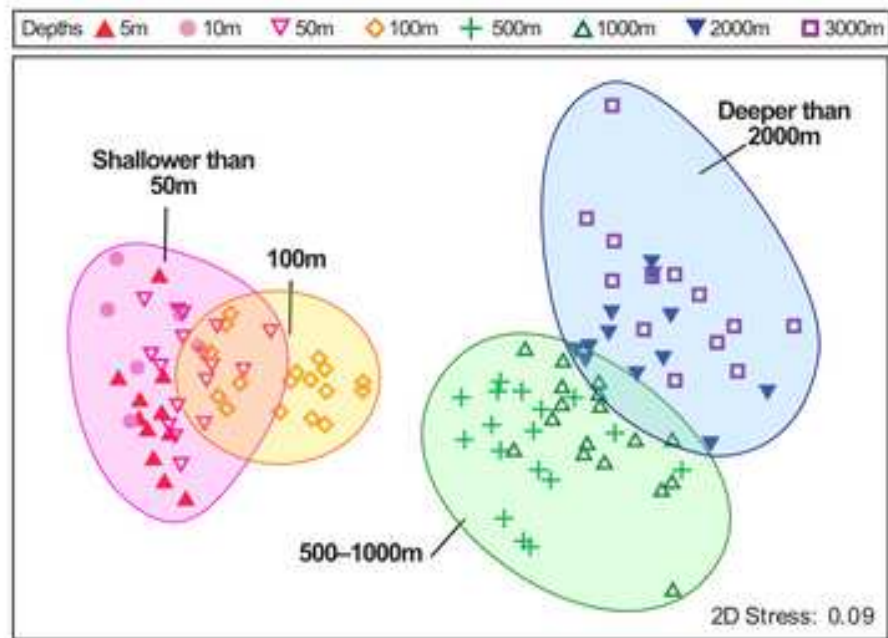 Depths 5m 10m 50m 100m 500m 1000m 2000m 3000m
Deeper than
2000m
Shallower than
50m
100m
500–1000m
2D Stress: 0.09